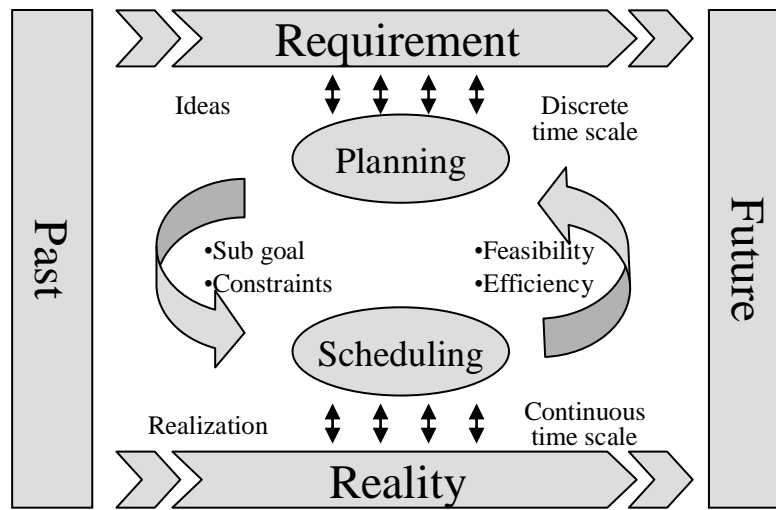 Requirement
Ideas
Discrete
time scale
Planning
Past
•Sub goal
•Constraints
•Feasibility
•Efficiency
Future
Scheduling
Realization
Continuous
time scale
Reality